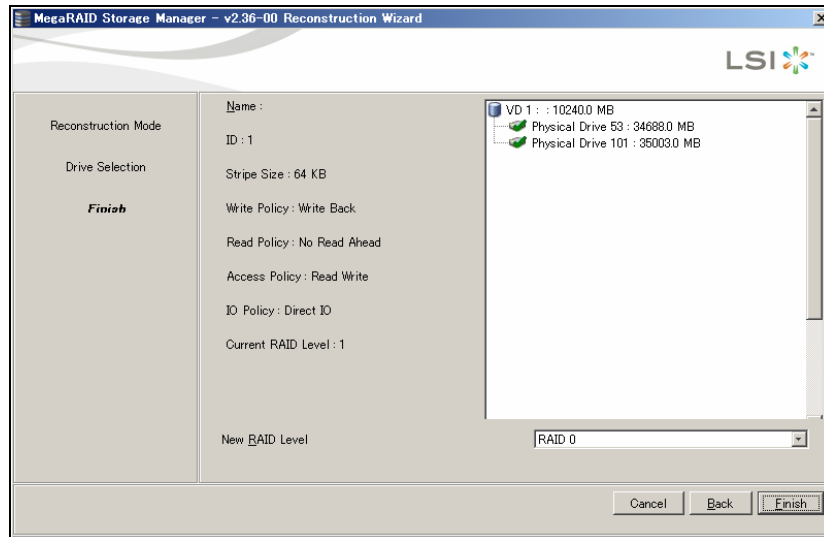 MegaRAID Storage Manager - v2.36-00 Reconstruction Wizard
LSI
Reconstruction Mode
Drive Selection
Finish
Name :
ID : 1
Stripe Size : 64 KB
Write Policy : Write Back
Read Policy : No Read Ahead
Access Policy : Read Write
IO Policy : Direct IO
Current RAID Level : 1
VD 1 : : 10240.0 MB
Physical Drive 53 : 34688.0 MB
Physical Drive 101 : 35003.0 MB
New RAID Level
RAID 0
Cancel
Back
Finish